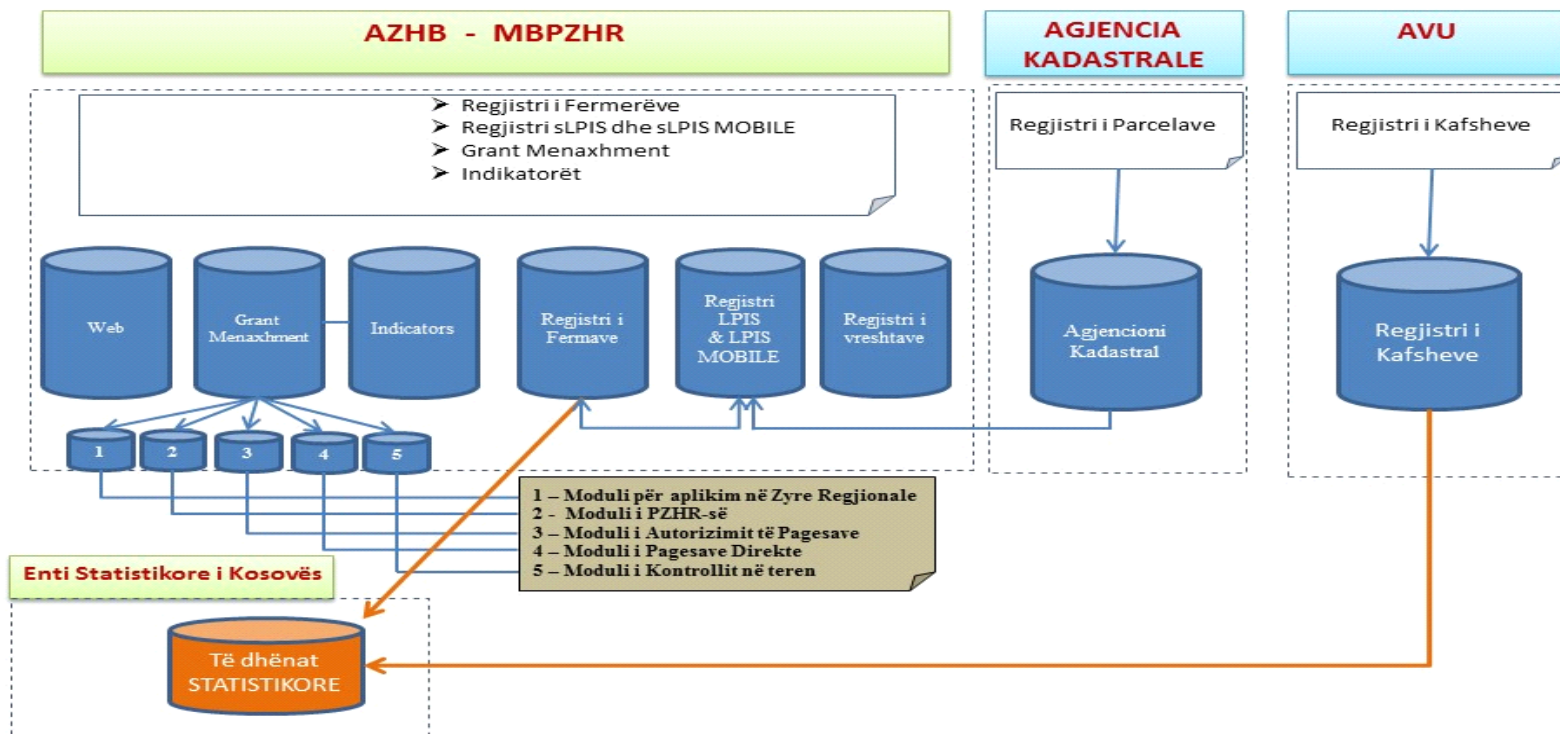 AZHB - MBPZHR
AGJENCIA
KADASTRALE
AVU
Regjistri i Fermerëve
Regjistri sLPIS dhe sLPIS MOBILE
Grant Menaxhment
Indikatorët
Regjistri i Parcelave
Regjistri i Kafsheve
Web
Grant
Menaxhment
Indicators
Regjistri i
Fermave
Regjistri
LPIS
& LPIS
MOBILE
Regjistri i
vreshtave
Agjencioni
Kadastral
Regjistri i
Kafsheve
1
2
3
4
5
1 – Moduli për aplikim në Zyre Regjionale
2 - Moduli i PZHR-së
3 – Moduli i Autorizimit të Pagesave
4 – Moduli i Pagesave Direkte
5 – Moduli i Kontrollit në teren
Enti Statistikore i Kosovës
Të dhënat
STATISTIKORE